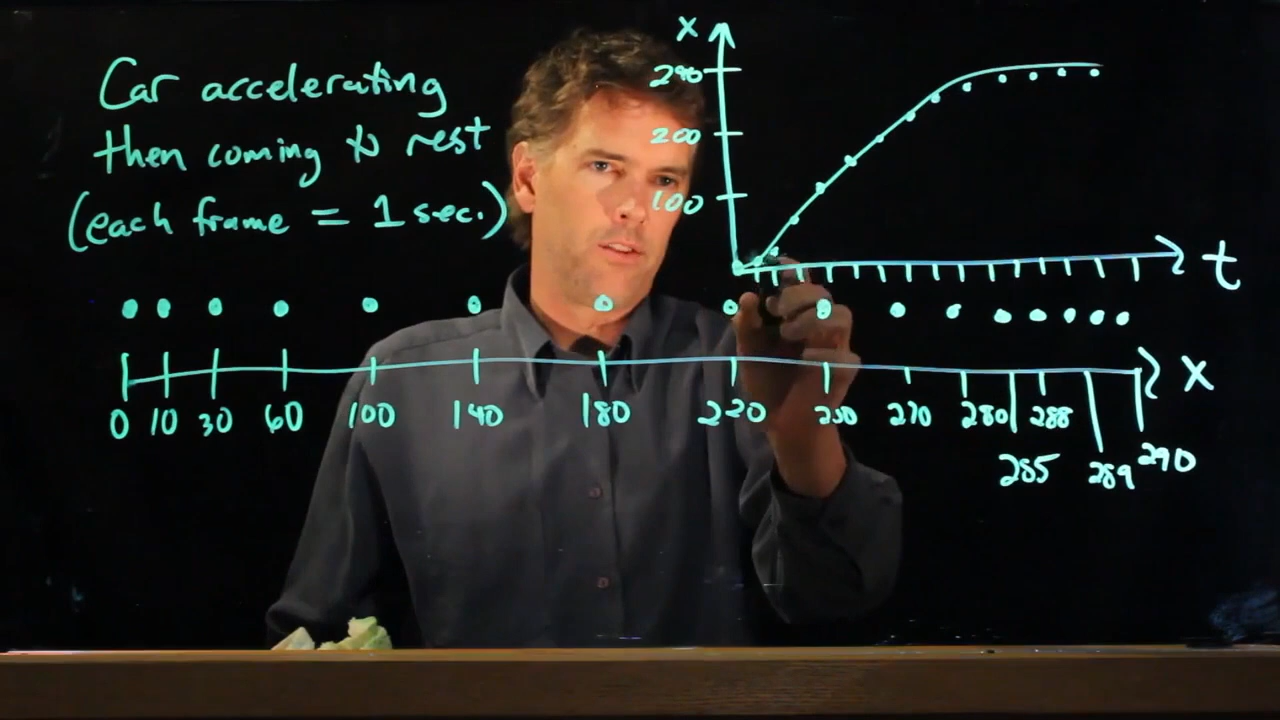 Car accelerating
then coming to rest
(each frame = 1 sec.)
x
290
200
100
t
0 10 30 60 100 140 180 220 250 270 280 288 x
285 289 290